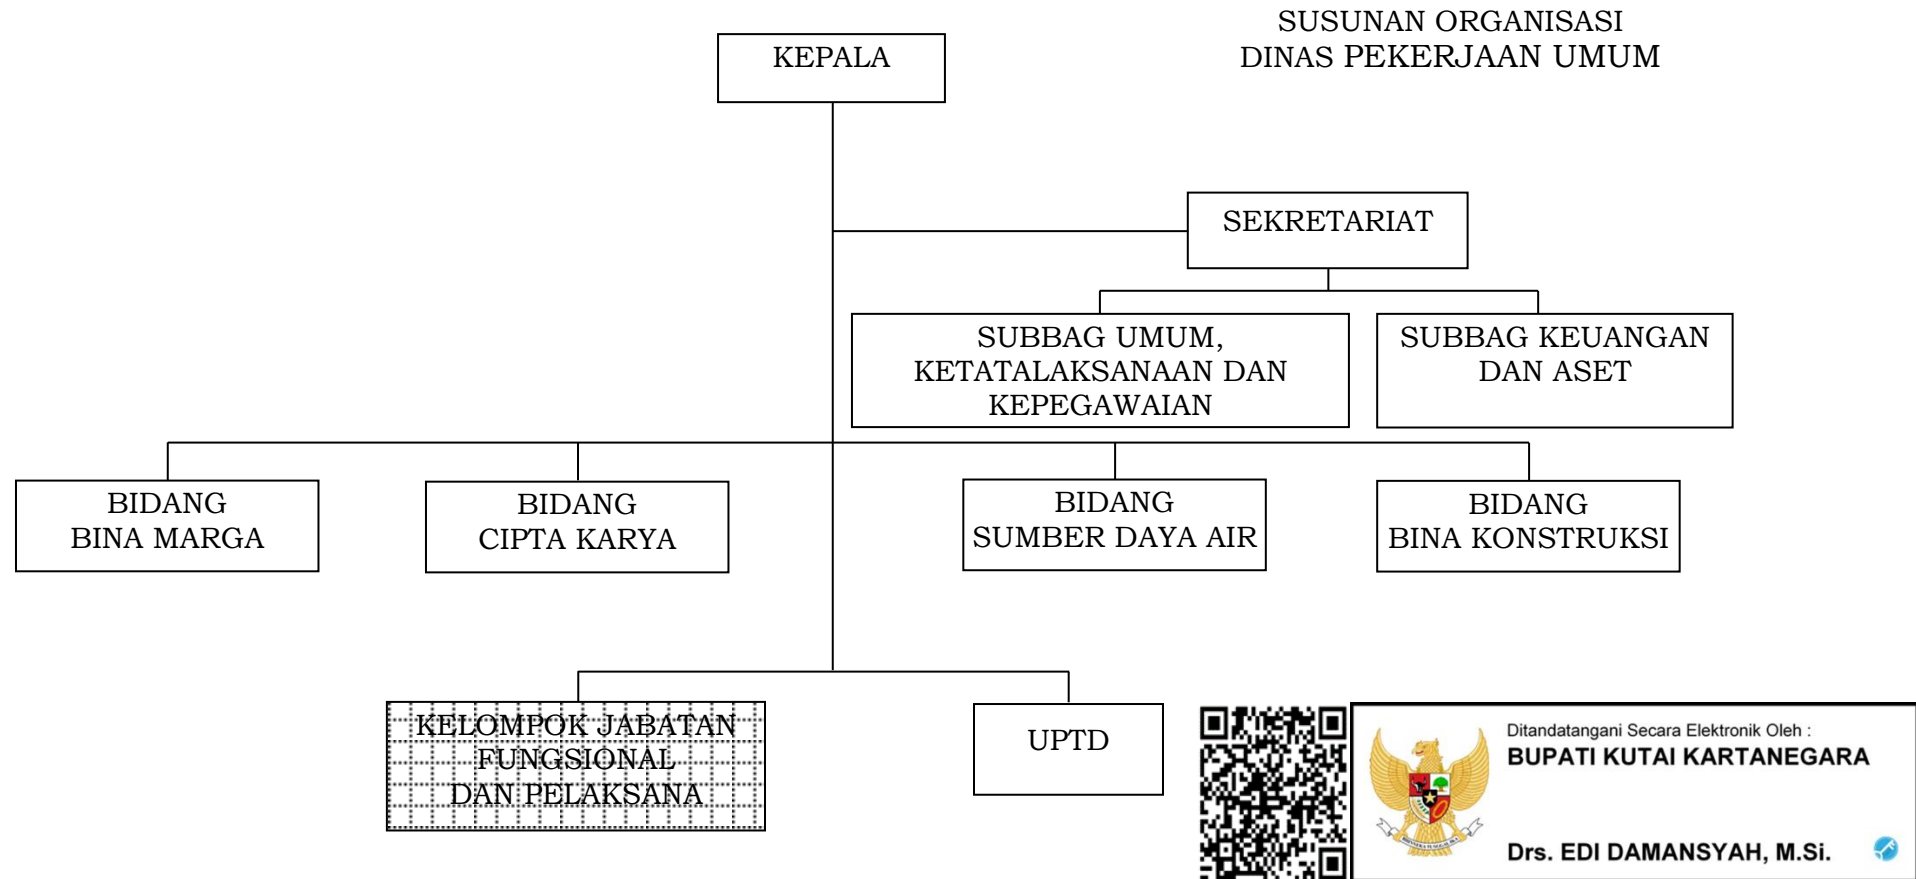 SUSUNAN ORGANISASI
DINAS PEKERJAAN UMUM
KEPALA
SEKRETARIAT
SUBBAG UMUM,
KETATALAKSANAAN DAN
KEPEGAWAIAN
SUBBAG KEUANGAN
DAN ASET
BIDANG
BINA MARGA
BIDANG
CIPTA KARYA
BIDANG
SUMBER DAYA AIR
BIDANG
BINA KONSTRUKSI
KELOMPOK JABATAN
FUNGSIONAL
DAN PELAKSANA
UPTD
Ditandatangani Secara Elektronik Oleh :
BUPATI KUTAI KARTANEGARA
Drs. EDI DAMANSYAH, M.Si.